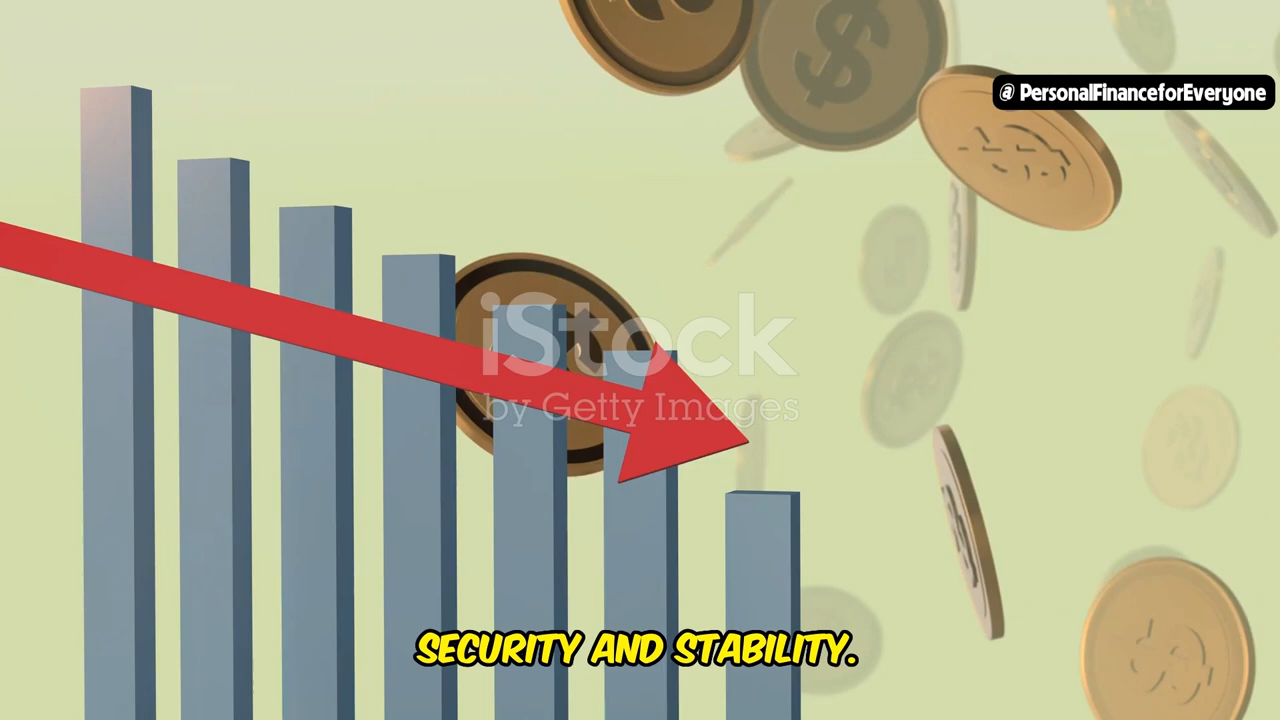 @ PersonalFinanceforEveryone
iStock
by Getty Images
SECURITY AND STABILITY.